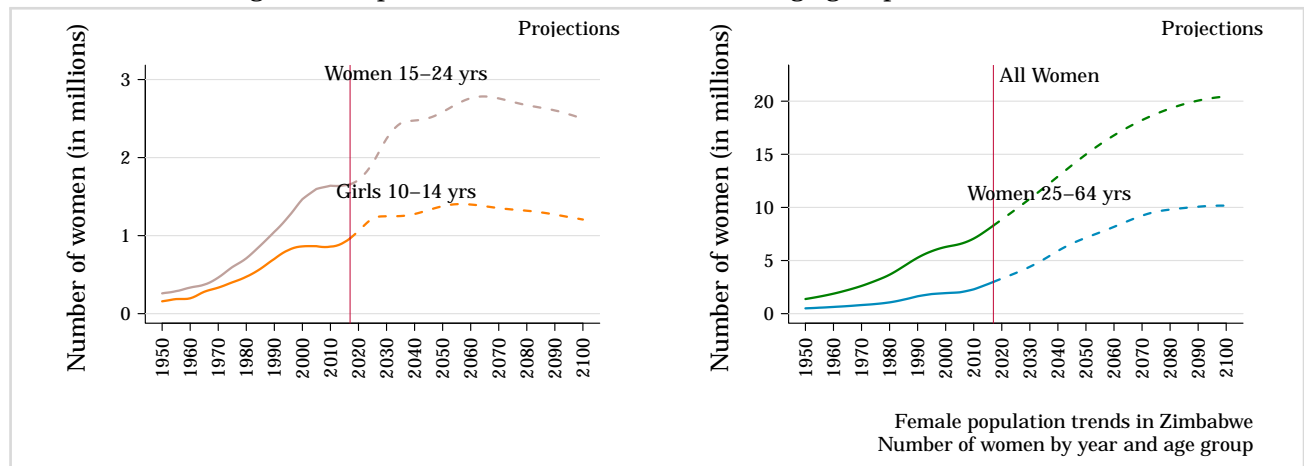 Projections
Number of women (in millions)
Women 15–24 yrs
Girls 10–14 yrs
3
2
1
0
1950 1960 1970 1980 1990 2000 2010 2020 2030 2040 2050 2060 2070 2080 2090 2100
Projections
Number of women (in millions)
All Women
Women 25–64 yrs
20
15
10
5
0
1950 1960 1970 1980 1990 2000 2010 2020 2030 2040 2050 2060 2070 2080 2090 2100
Female population trends in Zimbabwe
Number of women by year and age group